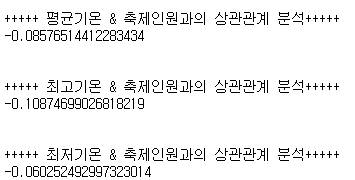 +++++ 평균기온 & 축제인원과의 상관관계 분석+++++
-0.08576514412283434
+++++ 최고기온 & 축제인원과의 상관관계 분석+++++
-0.10874699026818219
+++++ 최저기온 & 축제인원과의 상관관계 분석+++++
-0.060252492997323014